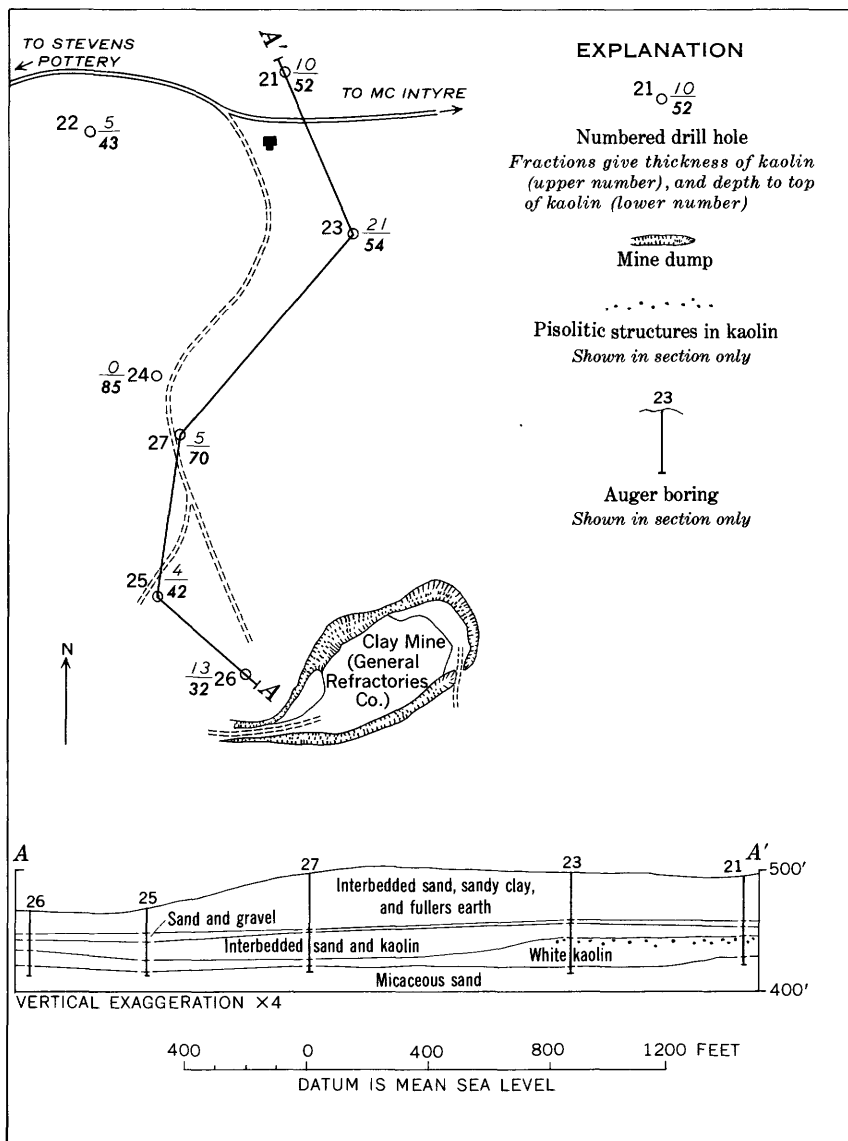 TO STEVENS
POTTERY
A'
21 10
52
TO MC INTYRE
22 5
43
23 21
54
0 24
85
27 5
70
25 4
42
13 26
32
A
N
Clay Mine
(General
Refractories
Co.)
EXPLANATION
21 10
52
Numbered drill hole
Fractions give thickness of kaolin
(upper number), and depth to top
of kaolin (lower number)
Mine dump
Pisolitic structures in kaolin
Shown in section only
23
Auger boring
Shown in section only
A
A'
26
25
27
23
21
500'
Interbedded sand, sandy clay,
and fullers earth
Sand and gravel
Interbedded sand and kaolin
White kaolin
Micaceous sand
400'
VERTICAL EXAGGERATION ×4
400 0 400 800 1200 FEET
DATUM IS MEAN SEA LEVEL